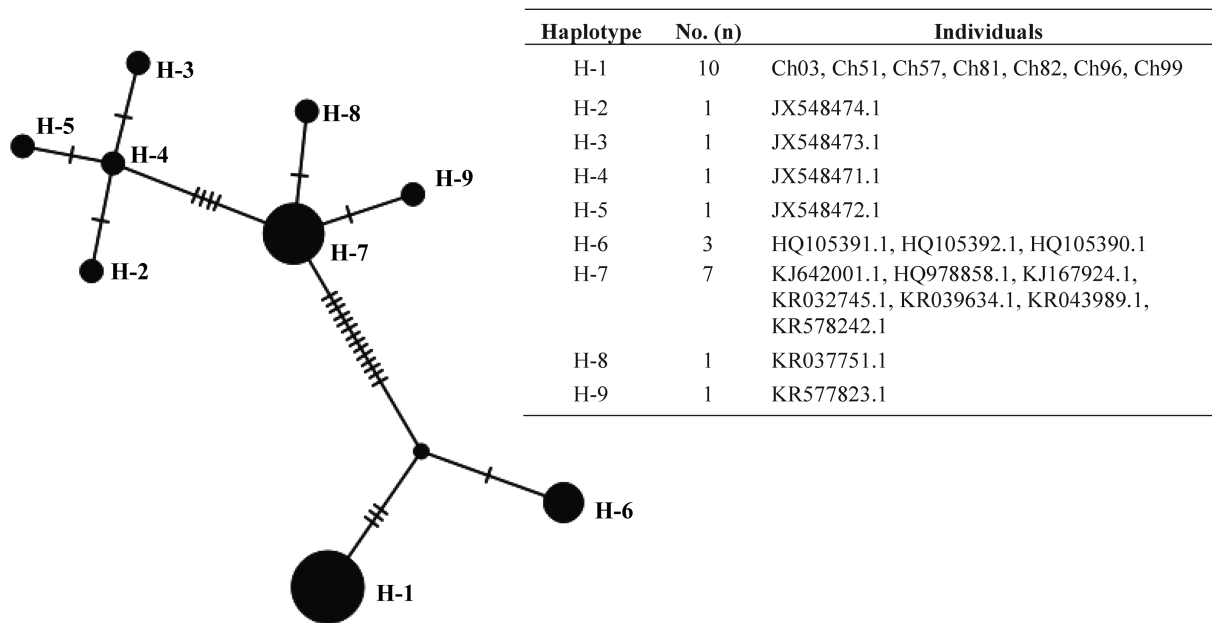 H-3
H-5
H-4
H-2
H-8
H-9
H-7
H-6
H-1
Haplotype No. (n) Individuals
H-1 10 Ch03, Ch51, Ch57, Ch81, Ch82, Ch96, Ch99
H-2 1 JX548474.1
H-3 1 JX548473.1
H-4 1 JX548471.1
H-5 1 JX548472.1
H-6 3 HQ105391.1, HQ105392.1, HQ105390.1
H-7 7 KJ642001.1, HQ978858.1, KJ167924.1,
KR032745.1, KR039634.1, KR043989.1,
KR578242.1
H-8 1 KR037751.1
H-9 1 KR577823.1